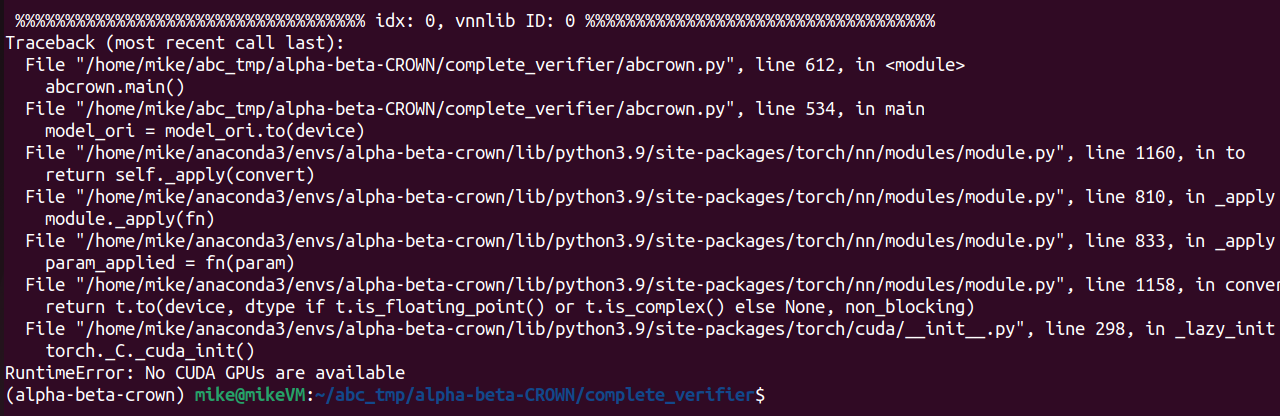 %%%%%%%%%%%%%%%%%%%%%%%%%%%%%%%%%%% idx: 0, vnnlib ID: 0 %%%%%%%%%%%%%%%%%%%%%%%%%%%%%%%%%%%
Traceback (most recent call last):
  File "/home/mike/abc_tmp/alpha-beta-CROWN/complete_verifier/abcrown.py", line 612, in <module>
    abcrown.main()
  File "/home/mike/abc_tmp/alpha-beta-CROWN/complete_verifier/abcrown.py", line 534, in main
    model_ori = model_ori.to(device)
  File "/home/mike/anaconda3/envs/alpha-beta-crown/lib/python3.9/site-packages/torch/nn/modules/module.py", line 1160, in to
    return self._apply(convert)
  File "/home/mike/anaconda3/envs/alpha-beta-crown/lib/python3.9/site-packages/torch/nn/modules/module.py", line 810, in _apply
    module._apply(fn)
  File "/home/mike/anaconda3/envs/alpha-beta-crown/lib/python3.9/site-packages/torch/nn/modules/module.py", line 833, in _apply
    param_applied = fn(param)
  File "/home/mike/anaconda3/envs/alpha-beta-crown/lib/python3.9/site-packages/torch/nn/modules/module.py", line 1158, in conver
    return t.to(device, dtype if t.is_floating_point() or t.is_complex() else None, non_blocking)
  File "/home/mike/anaconda3/envs/alpha-beta-crown/lib/python3.9/site-packages/torch/cuda/__init__.py", line 298, in _lazy_init
    torch._C._cuda_init()
RuntimeError: No CUDA GPUs are available
(alpha-beta-crown) mike@mikeVM:~/abc_tmp/alpha-beta-CROWN/complete_verifier$